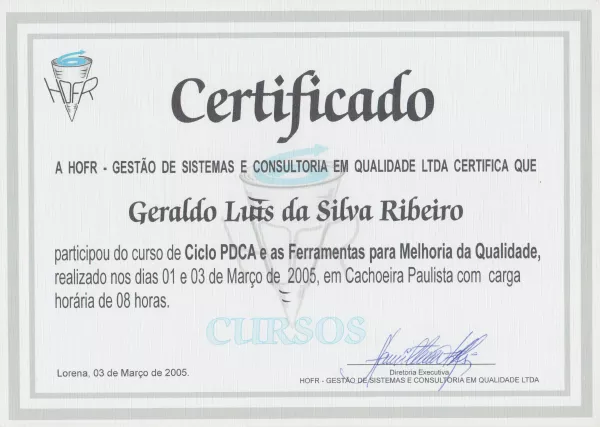 HOFR
Certificado
A HOFR - GESTÃO DE SISTEMAS E CONSULTORIA EM QUALIDADE LTDA CERTIFICA QUE
Geraldo Luís da Silva Ribeiro
participou do curso de Ciclo PDCA e as Ferramentas para Melhoria da Qualidade,
realizado nos dias 01 e 03 de Março de 2005, em Cachoeira Paulista com carga
horária de 08 horas.
CURSOS
Lorena, 03 de Março de 2005.
Diretoria Executiva
HOFR - GESTÃO DE SISTEMAS E CONSULTORIA EM QUALIDADE LTDA